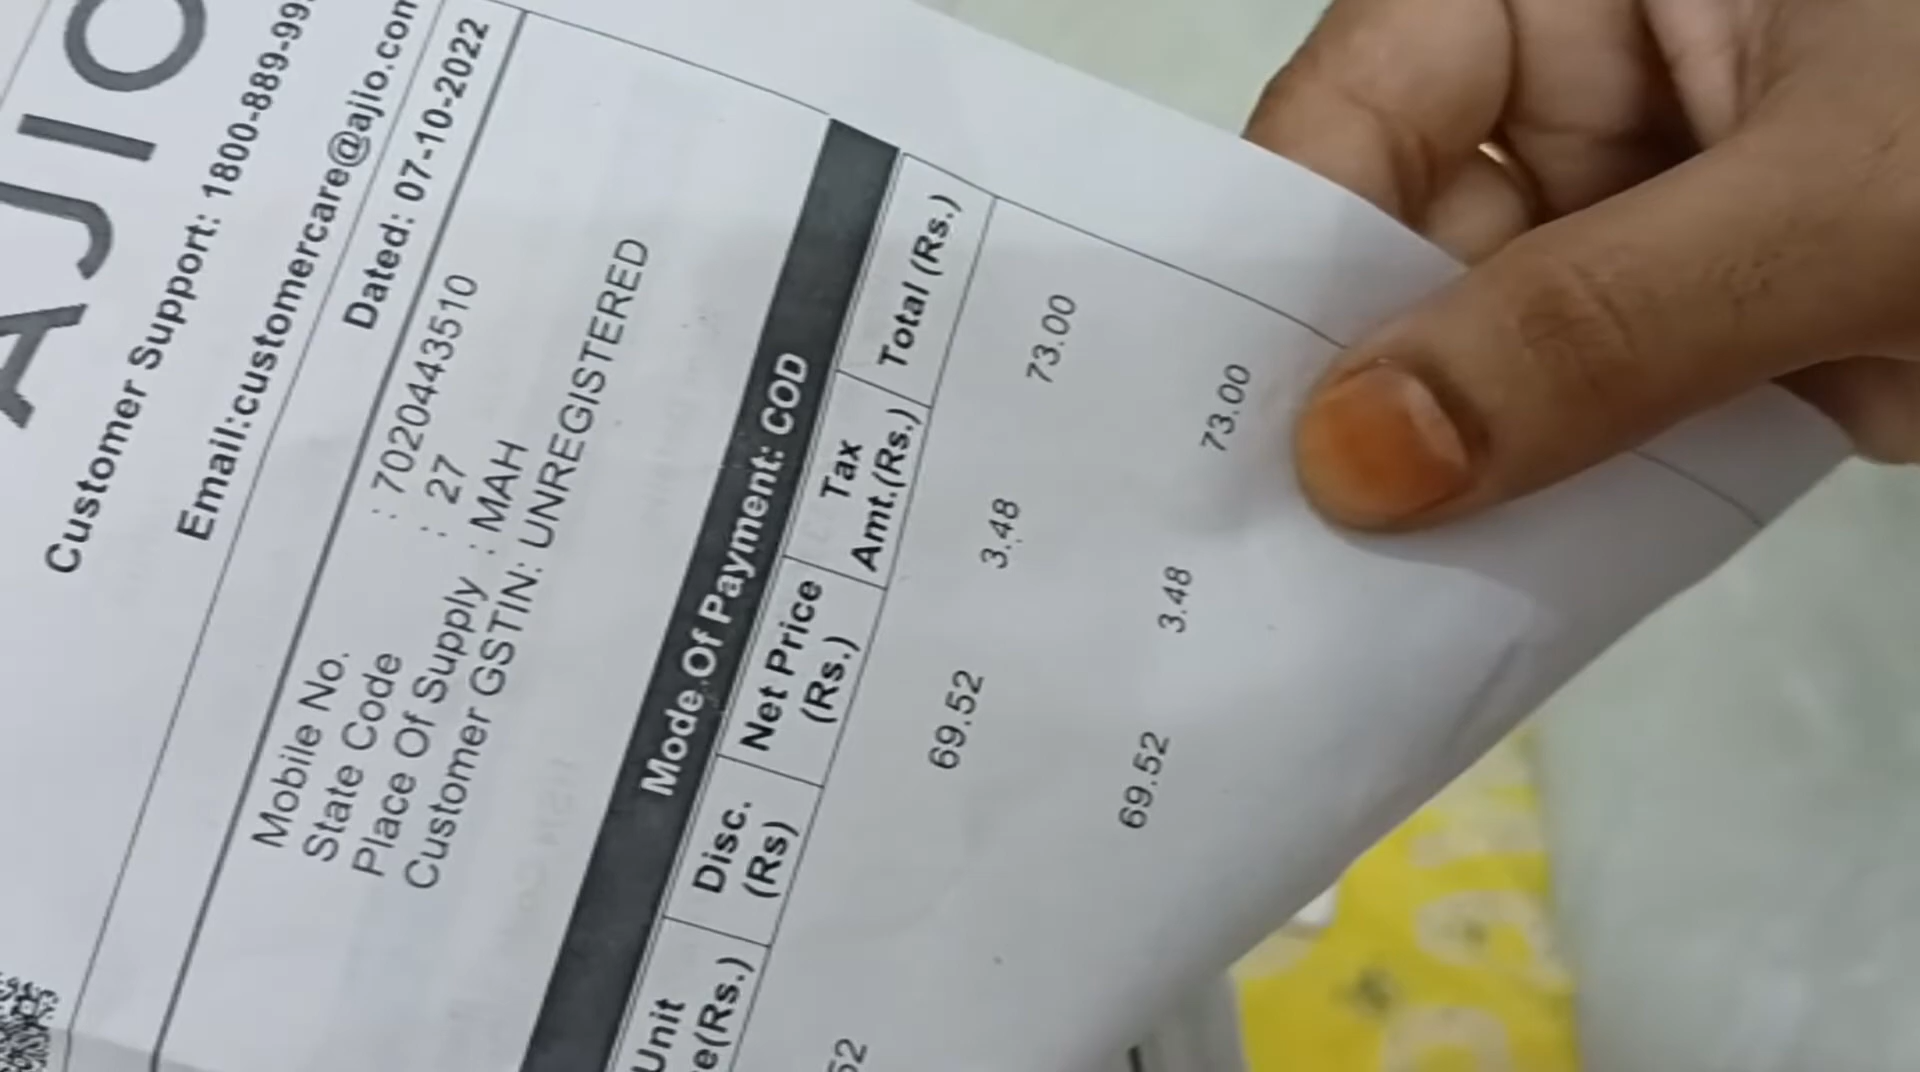 AJIO
Customer Support: 1800-889-99
Email:customercare@ajio.com
Dated: 07-10-2022
Mobile No. : 7020443510
State Code : 27
Place Of Supply : MAH
Customer GSTIN: UNREGISTERED
Mode Of Payment: COD
Unit Disc. (Rs) Net Price (Rs.) Tax Amt.(Rs.) Total (Rs.)
69.52 3.48 73.00
69.52 3.48 73.00